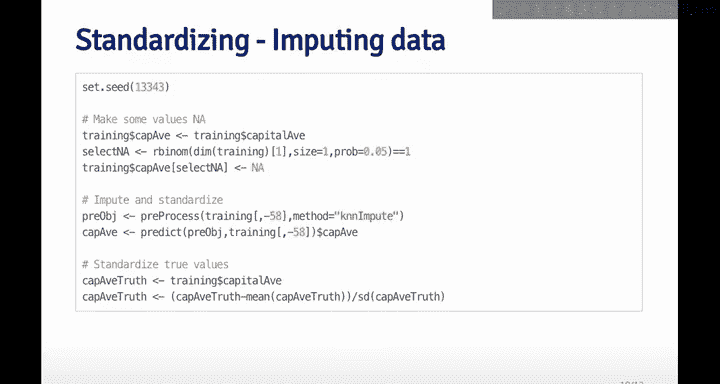 Standardizing - Imputing data
set.seed(13343)
# Make some values NA
training$capAve <- training$capitalAve
selectNA <- rbinom(dim(training)[1],size=1,prob=0.05)==1
training$capAve[selectNA] <- NA
# Impute and standardize
preObj <- preProcess(training[,-58],method="knnImpute")
capAve <- predict(preObj,training[,-58])$capAve
# Standardize true values
capAveTruth <- training$capitalAve
capAveTruth <- (capAveTruth-mean(capAveTruth))/sd(capAveTruth)